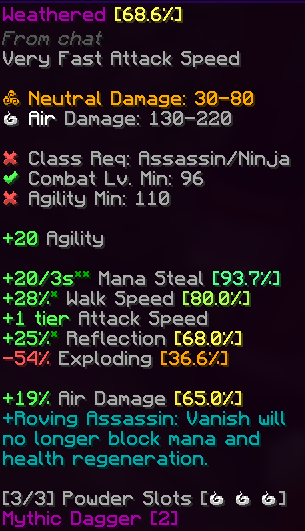 Weathered [68.6%]
From chat
Very Fast Attack Speed
Neutral Damage: 30-80
Air Damage: 130-220
✖ Class Req: Assassin/Ninja
✔ Combat Lv. Min: 96
✖ Agility Min: 110
+20 Agility
+20/3s** Mana Steal [93.7%]
+28%* Walk Speed [80.0%]
+1 tier Attack Speed
+25%* Reflection [68.0%]
-54% Exploding [36.6%]
+19% Air Damage [65.0%]
+Roving Assassin: Vanish will
no longer block mana and
health regeneration.
[3/3] Powder Slots [   ]
Mythic Dagger [2]